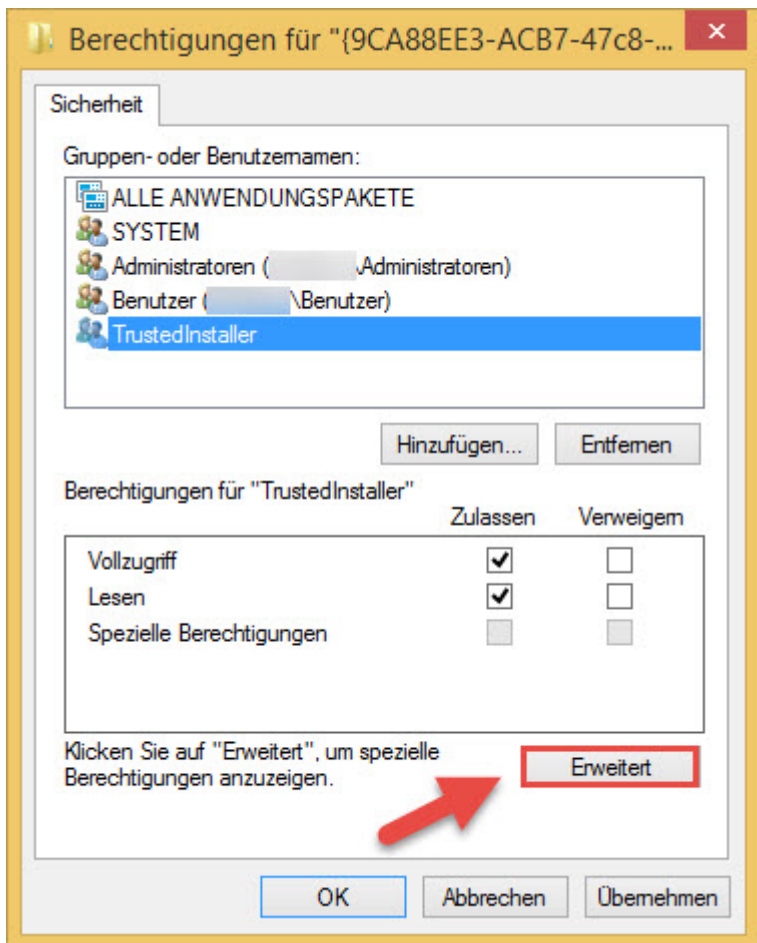 Berechtigungen für "{9CA88EE3-ACB7-47c8-...
Sicherheit
Gruppen- oder Benutzernamen:
ALLE ANWENDUNGSPAKETE
SYSTEM
Administratoren ( \Administratoren)
Benutzer ( \Benutzer)
TrustedInstaller
Hinzufügen... Entfernen
Berechtigungen für "TrustedInstaller"
Zulassen Verweigern
Vollzugriff
Lesen
Spezielle Berechtigungen
Klicken Sie auf "Erweitert", um spezielle
Berechtigungen anzuzeigen.
Erweitert
OK Abbrechen Übernehmen